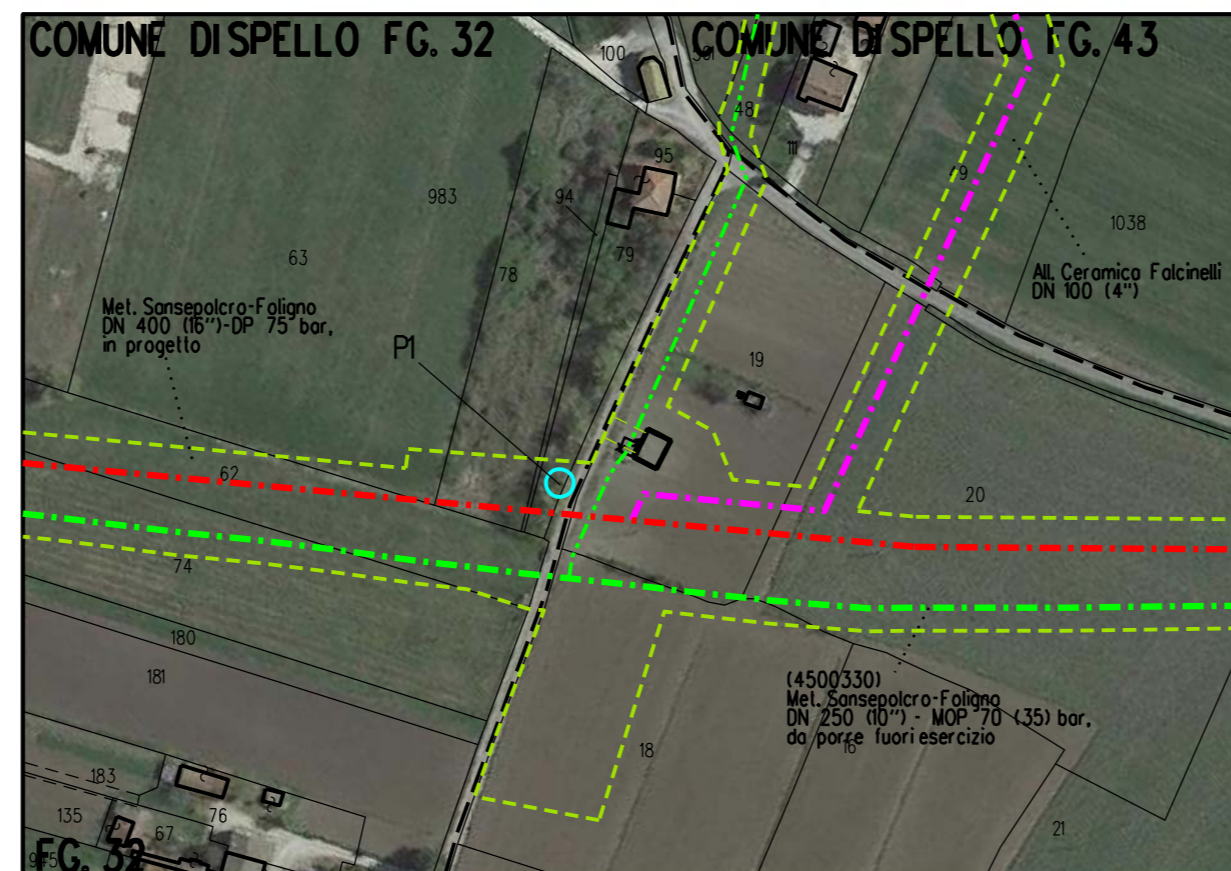 COMUNE DI SPELLO FG. 32
COMUNE DI SPELLO FG. 43
100
48
111
95
49
94
983
1038
63
79
78
All. Ceramica Falcinelli
DN 100 (4")
Met. Sansepolcro-Foligno
DN 400 (16")-DP 75 bar,
in progetto
P1
19
62
20
74
180
181
(4500330)
Met. Sansepolcro-Foligno
DN 250 (10") - MOP 70 (35) bar,
da porre fuori esercizio
18
16
183
135
76
67
21
945
FG. 32